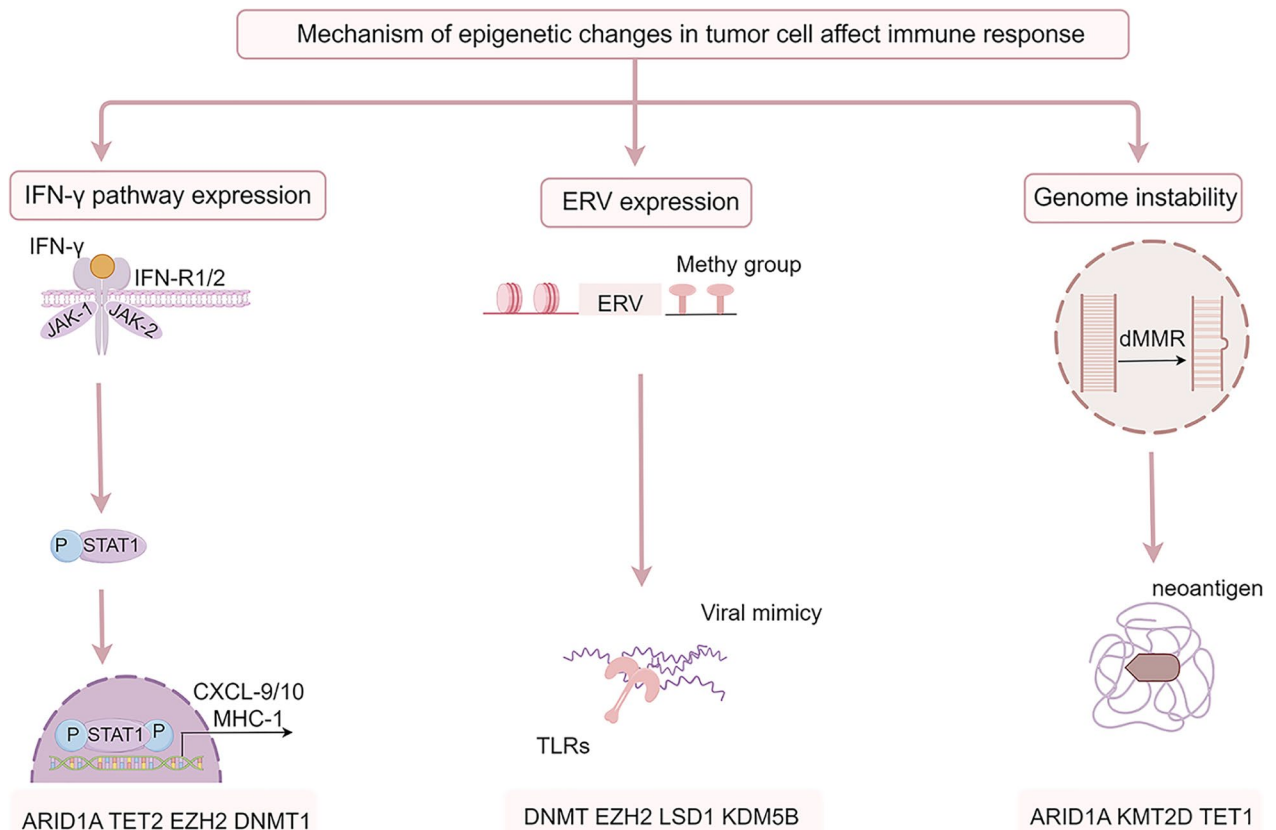 Mechanism of epigenetic changes in tumor cell affect immune response
IFN-γ pathway expression
IFN-γ
IFN-R1/2
JAK-1
JAK-2
P
STAT1
CXCL-9/10
MHC-1
P
STAT1
P
ARID1A TET2 EZH2 DNMT1
ERV expression
Methy group
ERV
Viral mimicy
TLRs
DNMT EZH2 LSD1 KDM5B
Genome instability
dMMR
neoantigen
ARID1A KMT2D TET1